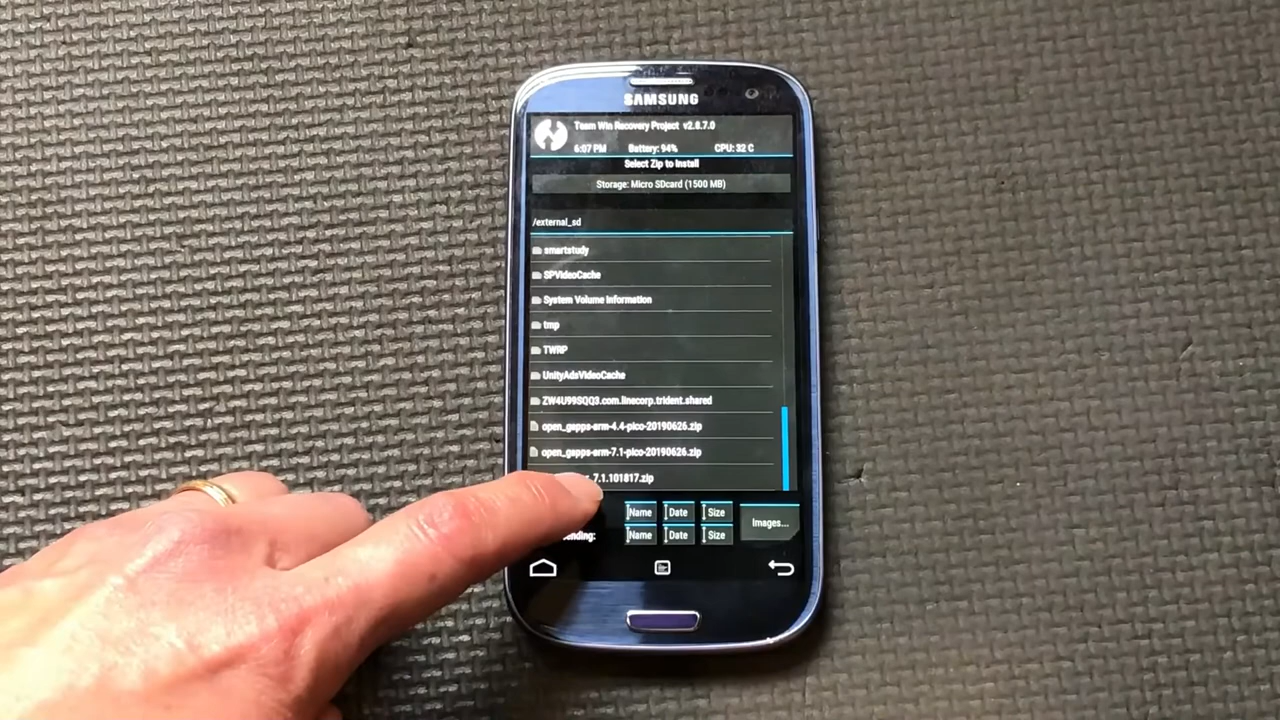 SAMSUNG
Team Win Recovery Project v2.8.7.0
6:07 PM Battery: 94% CPU: 32 C
Select Zip to Install
Storage: Micro SDcard (1500 MB)
/external_sd
smartstudy
SPVideoCache
System Volume Information
tmp
TWRP
UnityAdsVideoCache
ZW4U99SQQ3.com.linecorp.trident.shared
open_gapps-arm-4.4-pico-20190626.zip
open_gapps-arm-7.1-pico-20190626.zip
_7.1.101817.zip
Name Date Size Images...
ending: Name Date Size